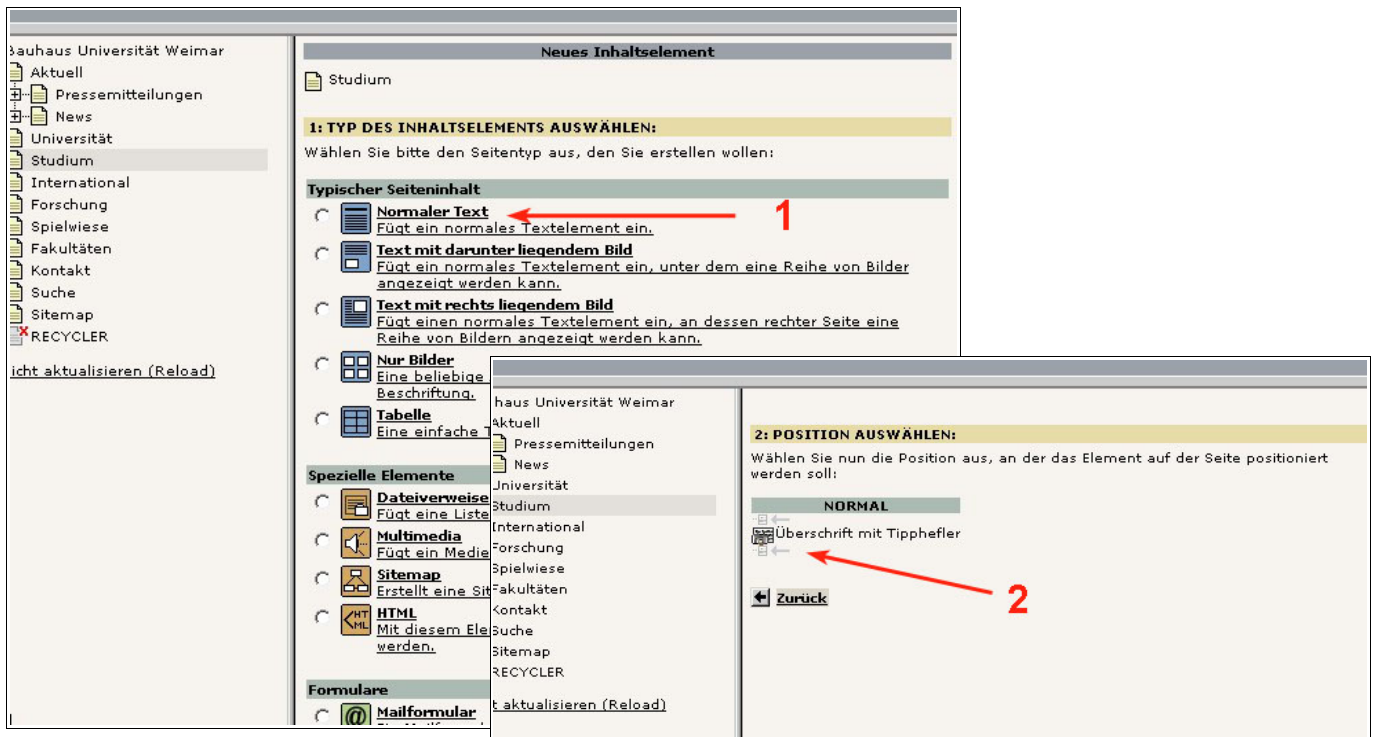 Bauhaus Universität Weimar
Aktuell
Pressemitteilungen
News
Universität
Studium
International
Forschung
Spielwiese
Fakultäten
Kontakt
Suche
Sitemap
RECYCLER
icht aktualisieren (Reload)
Neues Inhaltselement
Studium
1: TYP DES INHALTSELEMENTS AUSWÄHLEN:
Wählen Sie bitte den Seitentyp aus, den Sie erstellen wollen:
Typischer Seiteninhalt
Normaler Text
Fügt ein normales Textelement ein.
1
Text mit darunter liegendem Bild
Fügt ein normales Textelement ein, unter dem eine Reihe von Bilder
angezeigt werden kann.
Text mit rechts liegendem Bild
Fügt einen normales Textelement ein, an dessen rechter Seite eine
Reihe von Bildern angezeigt werden kann.
Nur Bilder
Eine beliebige
Beschriftung.
Tabelle
Eine einfache T
Spezielle Elemente
Dateiverweise
Fügt eine Liste
Multimedia
Fügt ein Medie
Sitemap
Erstellt eine Sit
HTML
HTML
Mit diesem Ele
werden.
Formulare
@
Mailformular
haus Universität Weimar
Aktuell
Pressemitteilungen
News
Universität
Studium
International
Forschung
Spielwiese
Fakultäten
Kontakt
Suche
Sitemap
RECYCLER
t aktualisieren (Reload)
2: POSITION AUSWÄHLEN:
Wählen Sie nun die Position aus, an der das Element auf der Seite positioniert
werden soll:
NORMAL
Überschrift mit Tipphefler
2
Zurück